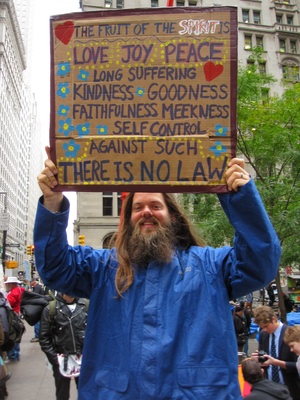 THE FRUIT OF THE SPIRIT IS
LOVE JOY PEACE
LONG SUFFERING
KINDNESS GOODNESS
FAITHFULNESS MEEKNESS
SELF CONTROL
AGAINST SUCH
THERE IS NO LAW